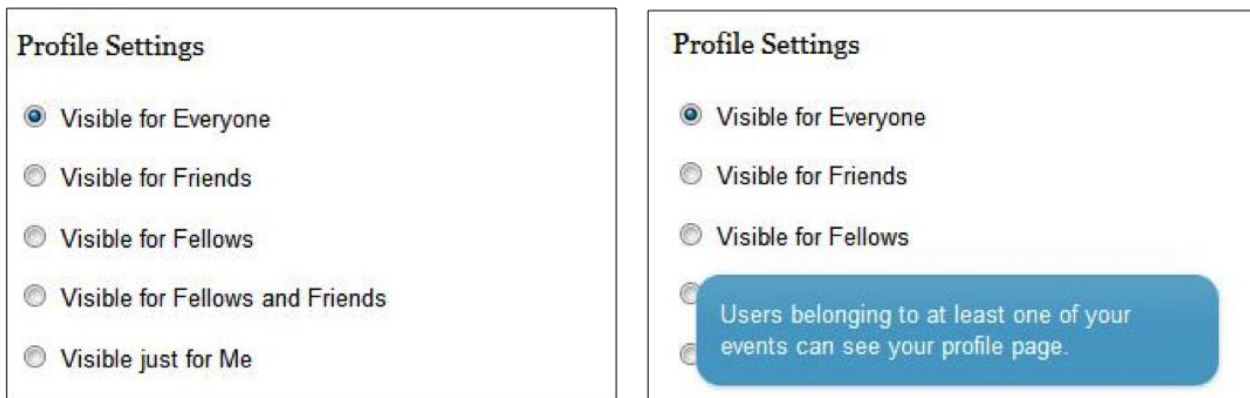 Profile Settings
Visible for Everyone
Visible for Friends
Visible for Fellows
Visible for Fellows and Friends
Visible just for Me
Profile Settings
Visible for Everyone
Visible for Friends
Visible for Fellows
Users belonging to at least one of your
events can see your profile page.